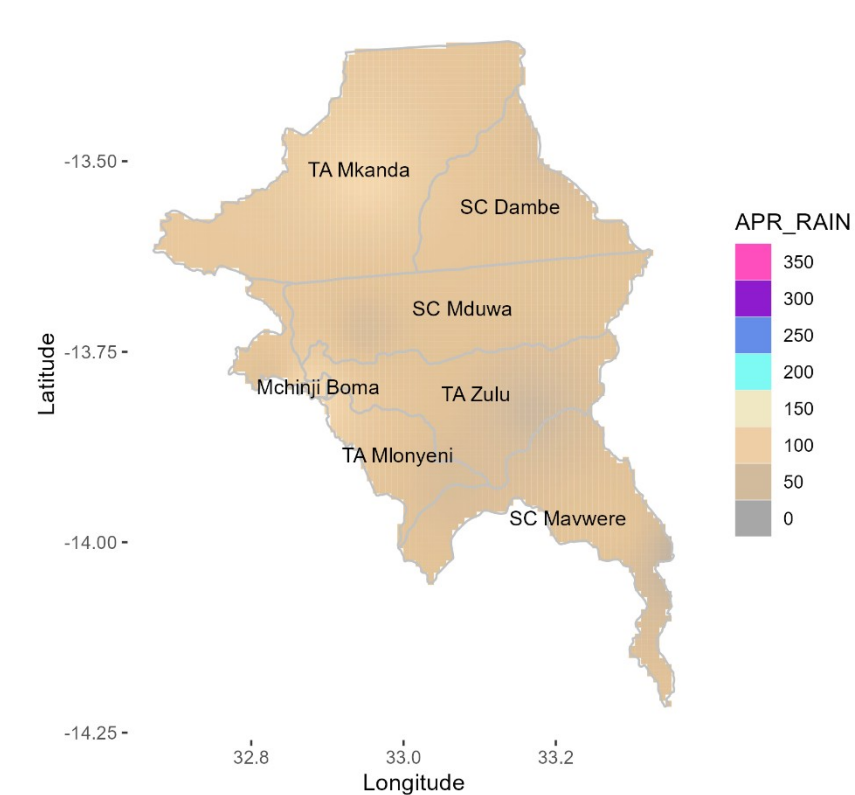 -13.50
-13.75
-14.00
-14.25
Latitude
TA Mkanda
SC Dambe
SC Mduwa
Mchinji Boma
TA Zulu
TA Mlonyeni
SC Mavwere
32.8
33.0
33.2
Longitude
APR_RAIN
350
300
250
200
150
100
50
0